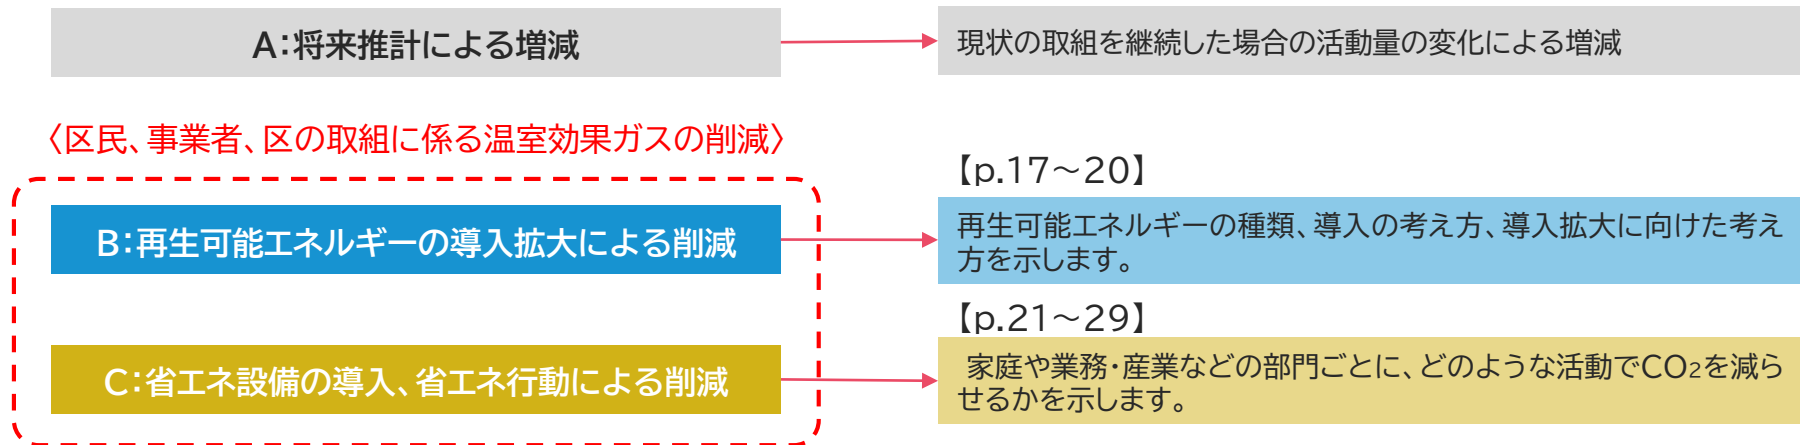 A：将来推計による増減
現状の取組を継続した場合の活動量の変化による増減
〈区民、事業者、区の取組に係る温室効果ガスの削減〉
【p.17～20】
B：再生可能エネルギーの導入拡大による削減
再生可能エネルギーの種類、導入の考え方、導入拡大に向けた考え
方を示します。
【p.21～29】
C：省エネ設備の導入、省エネ行動による削減
家庭や業務・産業などの部門ごとに、どのような活動でCO₂を減ら
せるかを示します。